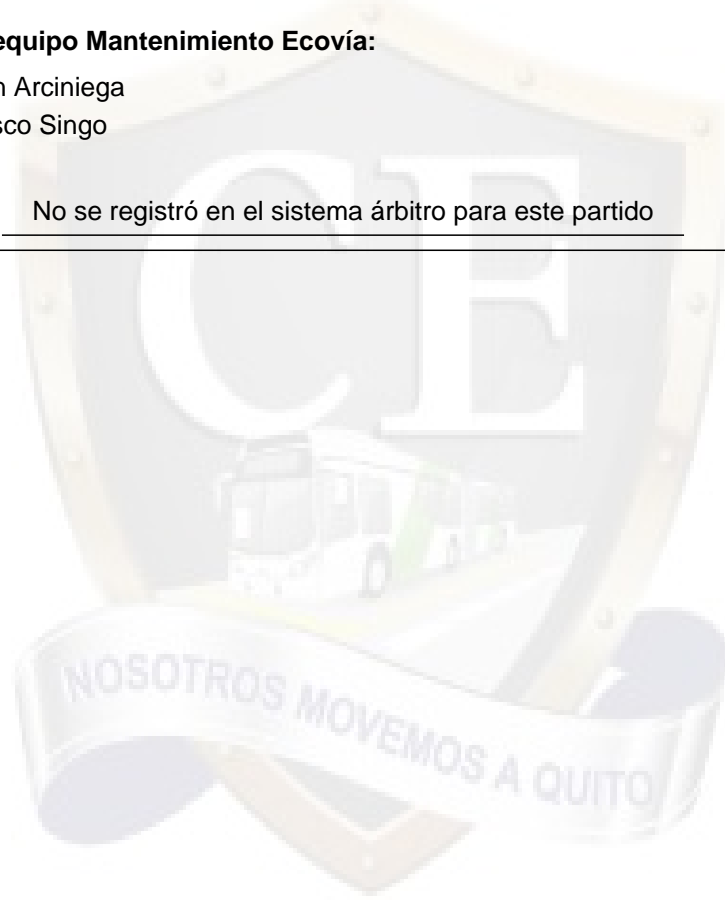 equipo Mantenimiento Ecovía:
Arciniega
sco Singo
No se registró en el sistema árbitro para este partido
CE
NOSOTROS MOVEMOS A QUITO